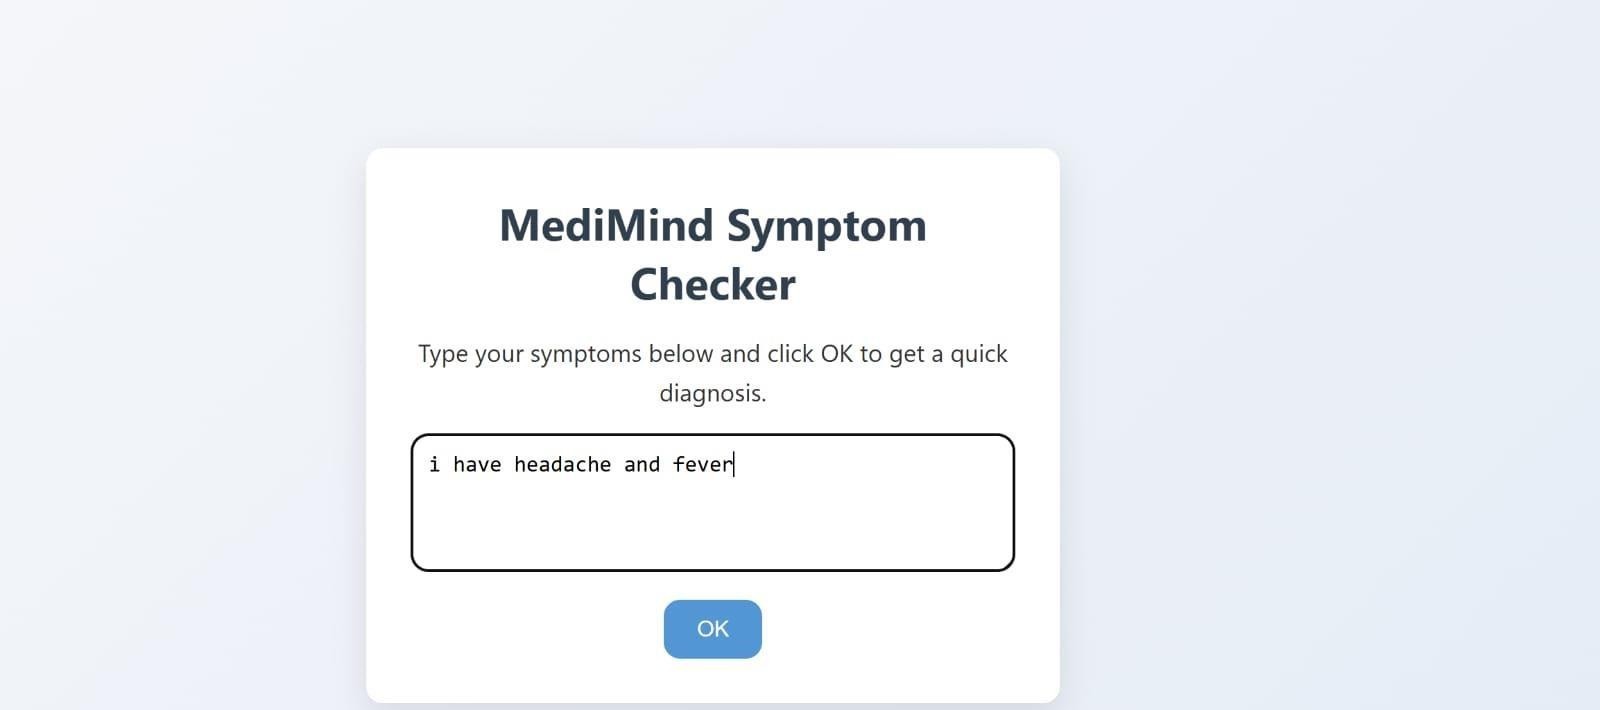 MediMind Symptom
Checker
Type your symptoms below and click OK to get a quick
diagnosis.
i have headache and fever
OK